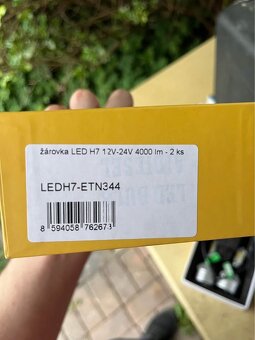 žárovka LED H7 12V-24V 4000 lm - 2 ks
LEDH7-ETN344
8 594058 762673